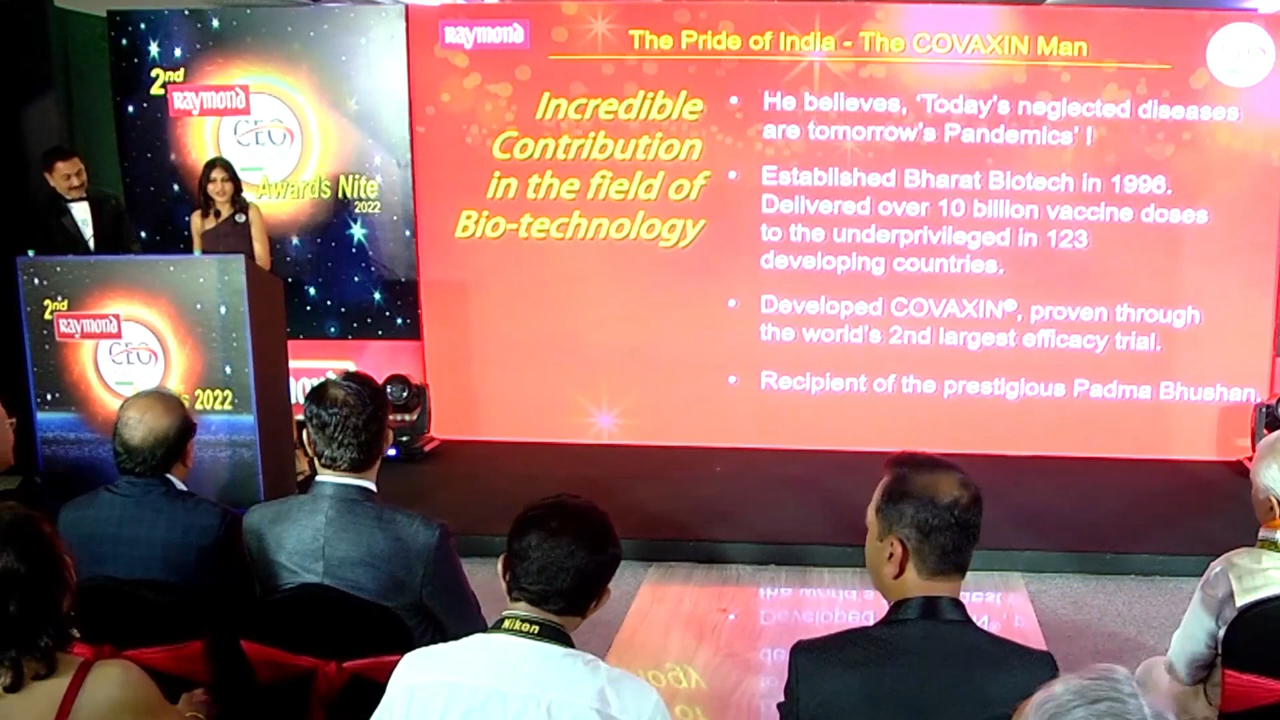 2nd
Raymond
CEO
Awards Nite
2022
2nd
Raymond
CEO
s 2022
Raymond
The Pride of India - The COVAXIN Man
Incredible
Contribution
in the field of
Bio-technology
• He believes, 'Today's neglected diseases
are tomorrow's Pandemics' !
• Established Bharat Biotech in 1996.
Delivered over 10 billion vaccine doses
to the underprivileged in 123
developing countries.
• Developed COVAXIN®, proven through
the world's 2nd largest efficacy trial.
• Recipient of the prestigious Padma Bhushan.
Nikon